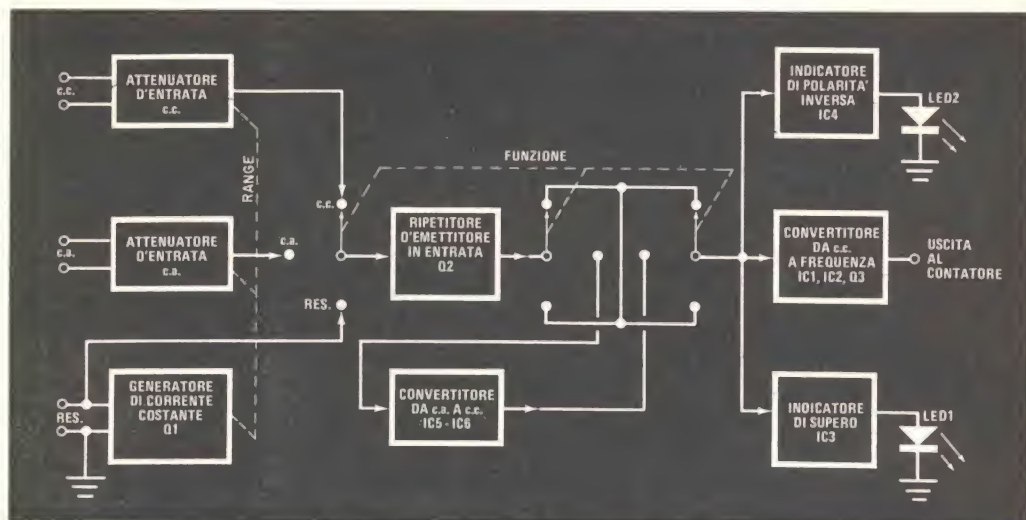 c.c.
ATTENUATORE
D'ENTRATA
c.c.
RANGE
c.a.
ATTENUATORE
D'ENTRATA
c.a.
RES.
GENERATORE
DI CORRENTE
COSTANTE
Q1
FUNZIONE
c.c.
c.a.
RES.
RIPETITORE
D'EMETTITORE
IN ENTRATA
Q2
CONVERTITORE
DA c.a. A c.c.
IC5 - IC6
INDICATORE
DI POLARITA'
INVERSA
IC4
LED2
CONVERTITORE
DA c.c.
A FREQUENZA
IC1, IC2, Q3
USCITA
AL
CONTATORE
INDICATORE
DI SUPERO
IC3
LED1